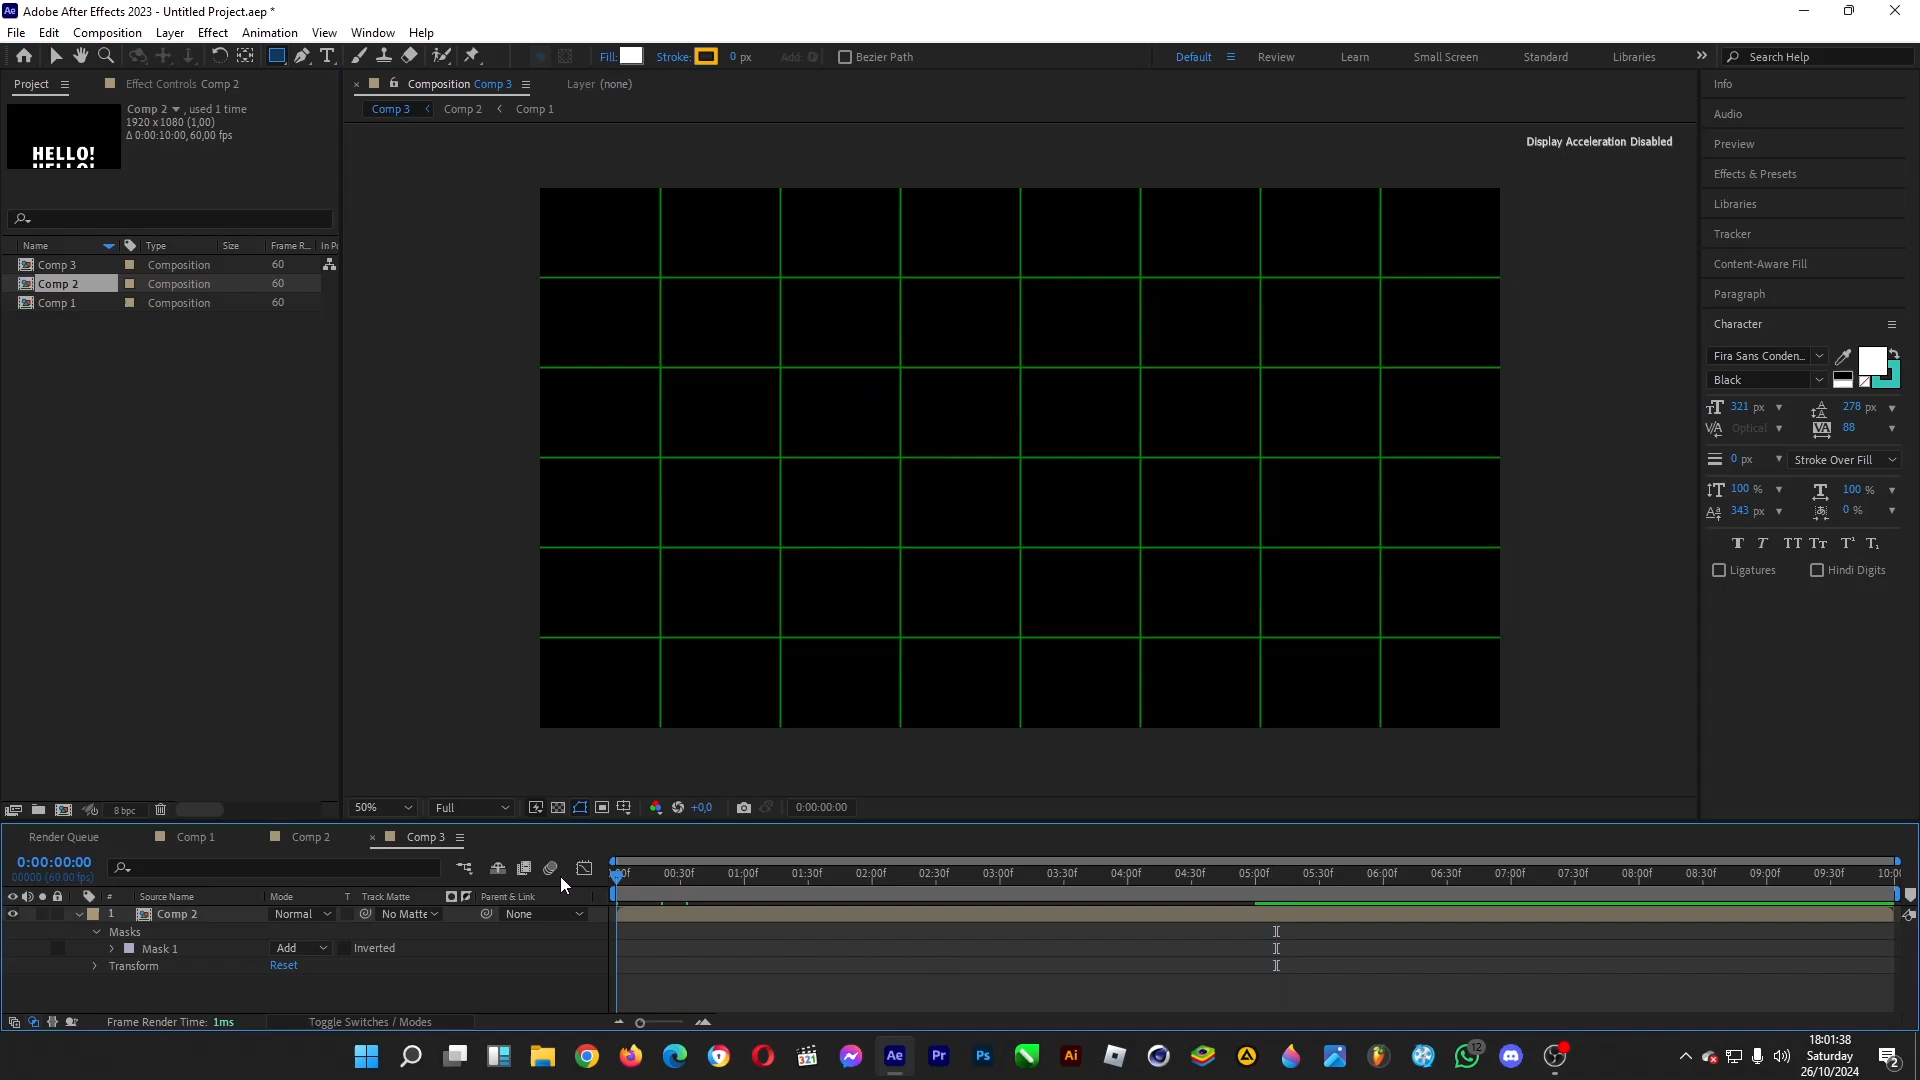 Adobe After Effects 2023 - Untitled Project.aep *
File Edit Composition Layer Effect Animation View Window Help
Fill: Stroke: 0 px Add: Bezier Path Default Review Learn Small Screen Standard Libraries Search Help
Project Effect Controls Comp 2 Composition Comp 3 Layer (none) Info
Comp 2 , used 1 time
1920 x 1080 (1,00)
Δ 0:00:10:00, 60,00 fps
HELLO!
HELLO!
Comp 3 Comp 2 Comp 1
Display Acceleration Disabled
Audio
Preview
Effects & Presets
Libraries
Tracker
Content-Aware Fill
Paragraph
Character
Name Type Size Frame R... In P
Comp 3 Composition 60
Comp 2 Composition 60
Comp 1 Composition 60
Fira Sans Conden...
Black
321 px 278 px
Optical 88
0 px Stroke Over Fill
100 % 100 %
343 px 0 %
Ligatures Hindi Digits
8 bpc 50% Full +0,0 0:00:00:00
Render Queue Comp 1 Comp 2 Comp 3
0:00:00:00
00000 (60.00 fps)
00:30f 01:00f 01:30f 02:00f 02:30f 03:00f 03:30f 04:00f 04:30f 05:00f 05:30f 06:00f 06:30f 07:00f 07:30f 08:00f 08:30f 09:00f 09:30f 10:00
# Source Name Mode T Track Matte Parent & Link
1 Comp 2 Normal No Matte None
Masks
Mask 1 Add Inverted
Transform Reset
Frame Render Time: 1ms Toggle Switches / Modes
18:01:38
Saturday
26/10/2024
12
2